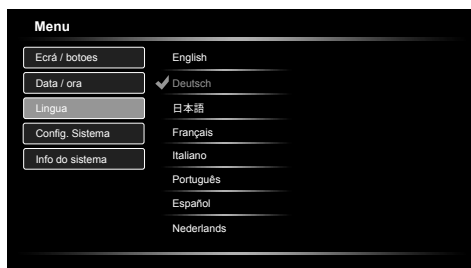 Menu
Ecrá / botoes
Data / ora
Lingua
Config. Sistema
Info do sistema
English
Deutsch
日本語
Français
Italiano
Português
Español
Nederlands